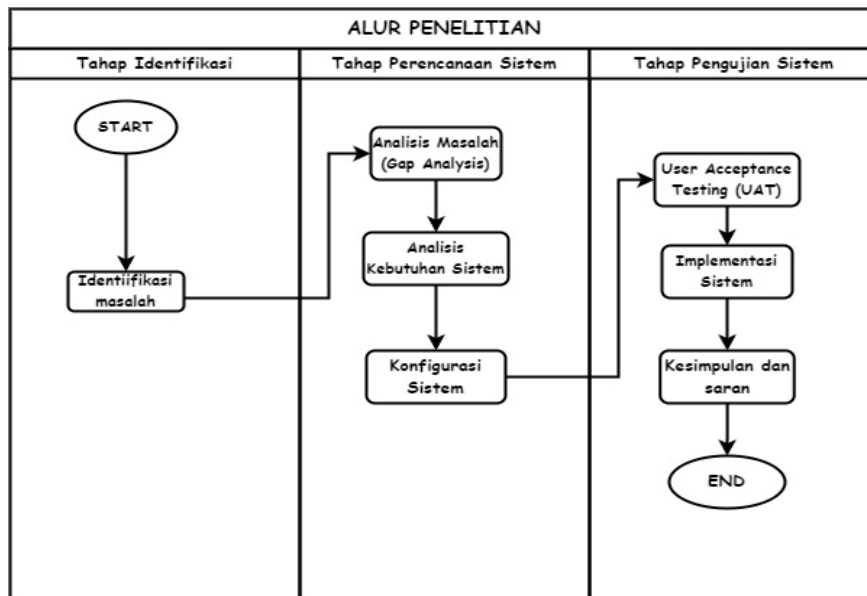 ALUR PENELITIAN
Tahap Identifikasi
Tahap Perencanaan Sistem
Tahap Pengujian Sistem
START
Identiifikasi
masalah
Analisis Masalah
(Gap Analysis)
Analisis
Kebutuhan Sistem
Konfigurasi
Sistem
User Acceptance
Testing (UAT)
Implementasi
Sistem
Kesimpulan dan
saran
END